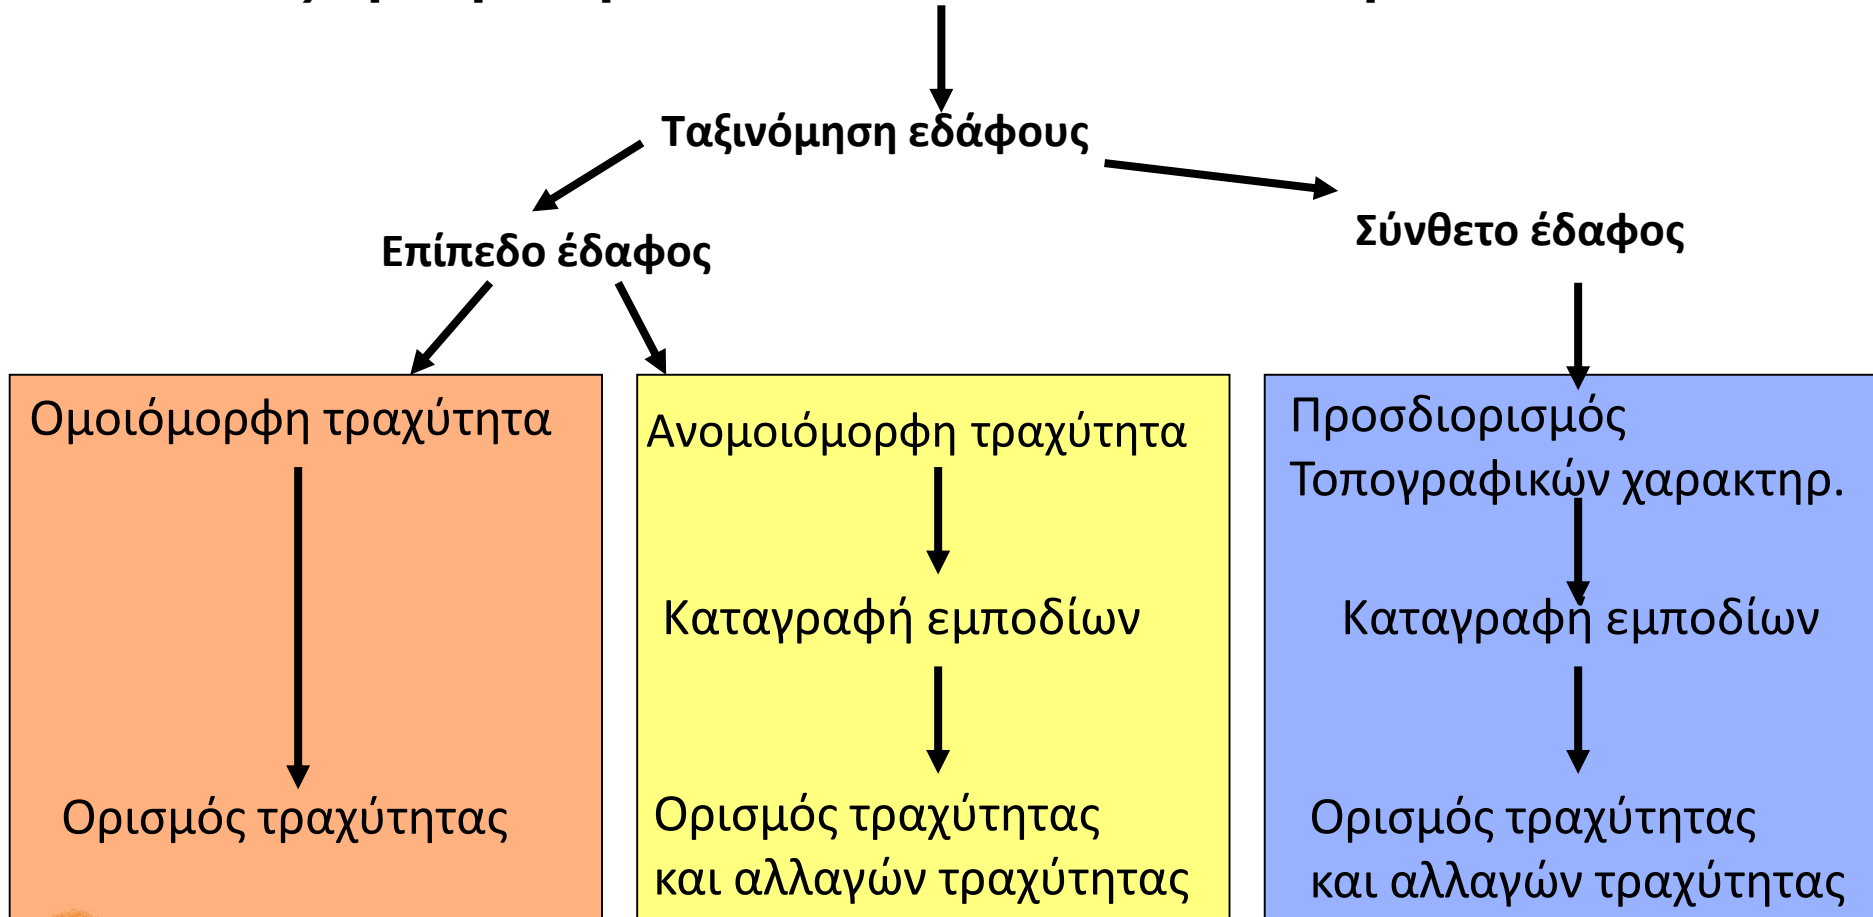 Ταξινόμηση εδάφους
Επίπεδο έδαφος
Σύνθετο έδαφος
Ομοιόμορφη τραχύτητα
Ορισμός τραχύτητας
Ανομοιόμορφη τραχύτητα
Καταγραφή εμποδίων
Ορισμός τραχύτητας
και αλλαγών τραχύτητας
Προσδιορισμός
Τοπογραφικών χαρακτηρ.
Καταγραφή εμποδίων
Ορισμός τραχύτητας
και αλλαγών τραχύτητας